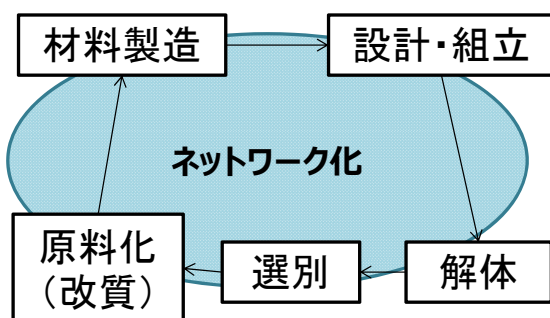 材料製造
設計・組立
ネットワーク化
原料化
（改質）
選別
解体